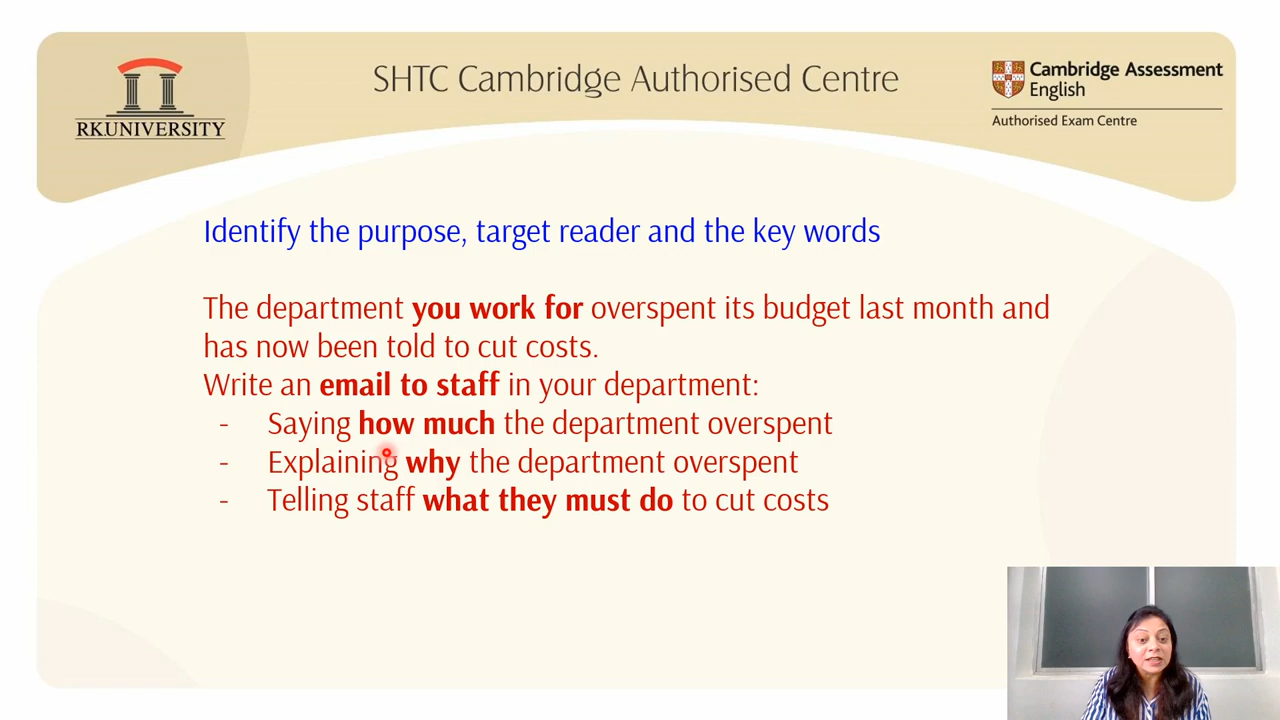 RKUNIVERSITY
SHTC Cambridge Authorised Centre
Cambridge Assessment
English
Authorised Exam Centre
Identify the purpose, target reader and the key words
The department you work for overspent its budget last month and
has now been told to cut costs.
Write an email to staff in your department:
- Saying how much the department overspent
- Explaining why the department overspent
- Telling staff what they must do to cut costs